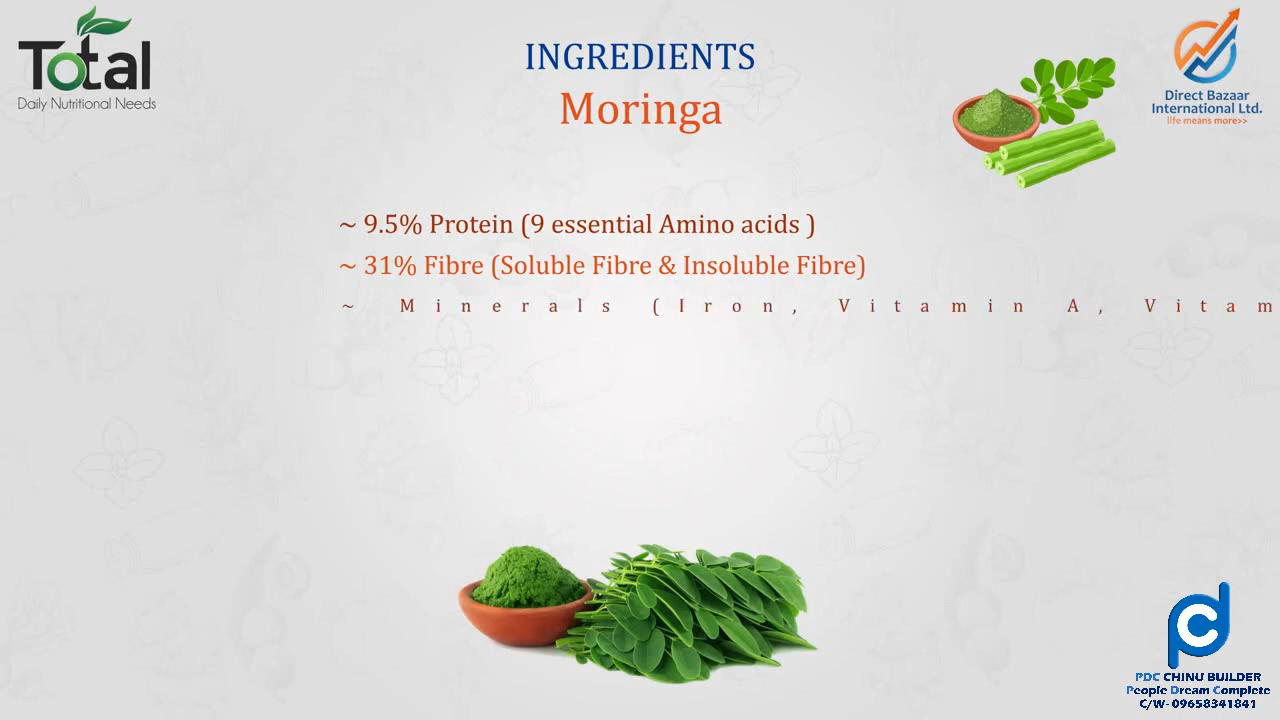 Total
Daily Nutritional Needs
INGREDIENTS
Moringa
Direct Bazaar
International Ltd.
life means more>>
~ 9.5% Protein (9 essential Amino acids )
~ 31% Fibre (Soluble Fibre & Insoluble Fibre)
~ Minerals (Iron, Vitamin A, Vitam
PDC CHINU BUILDER
People Dream Complete
C/W- 09658341841